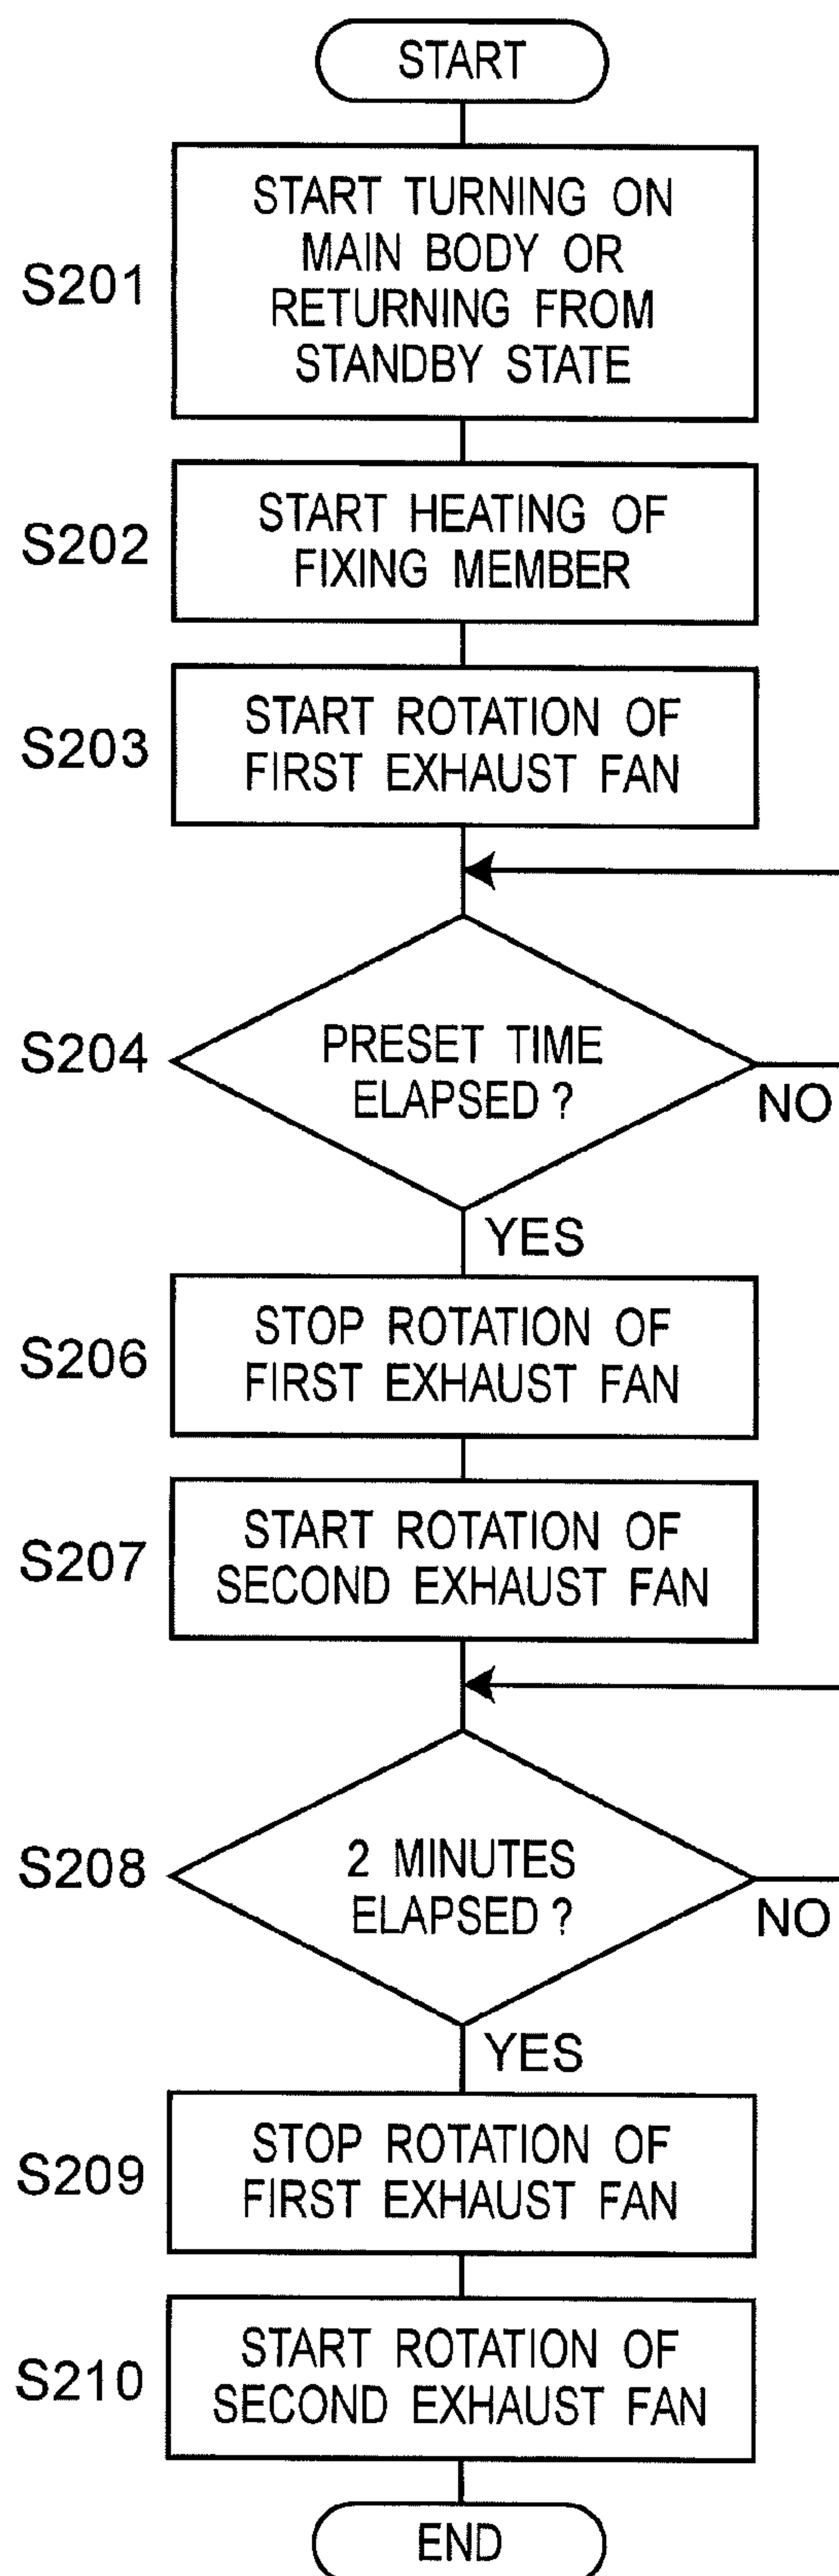 START
S201
START TURNING ON
MAIN BODY OR
RETURNING FROM
STANDBY STATE
S202
START HEATING OF
FIXING MEMBER
S203
START ROTATION OF
FIRST EXHAUST FAN
S204
PRESET TIME
ELAPSED ?
NO
YES
S206
STOP ROTATION OF
FIRST EXHAUST FAN
S207
START ROTATION OF
SECOND EXHAUST FAN
S208
2 MINUTES
ELAPSED ?
NO
YES
S209
STOP ROTATION OF
FIRST EXHAUST FAN
S210
START ROTATION OF
SECOND EXHAUST FAN
END